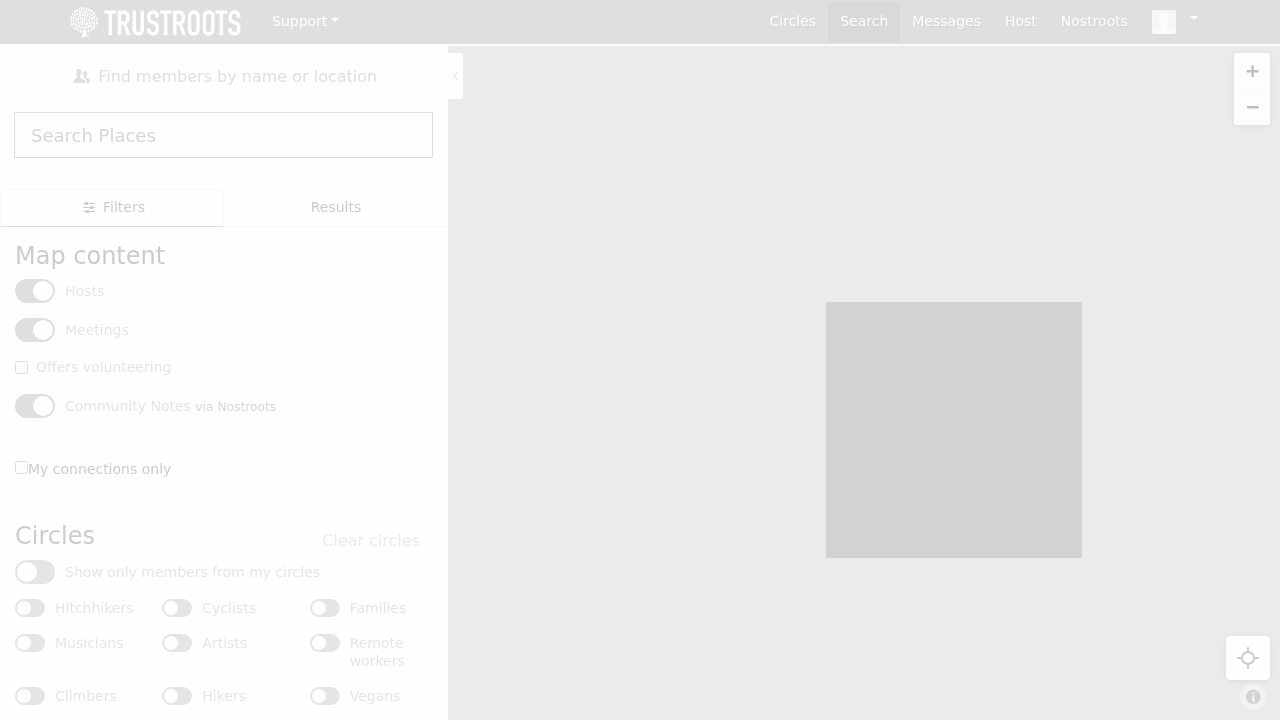 TRUSTROOTS Support Circles Search Messages Host Nostroots
Find members by name or location
Search Places
Filters Results
Map content
Hosts
Meetings
Offers volunteering
Community Notes via Nostroots
My connections only
Circles Clear circles
Show only members from my circles
Hitchhikers Cyclists Families
Musicians Artists Remote workers
Climbers Hikers Vegans